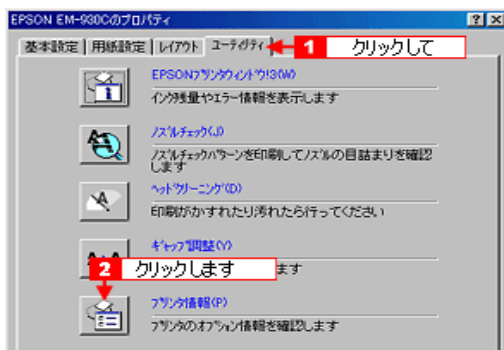 EPSON EM-930Cのプロパティ
基本設定 用紙設定 レイアウト ユーティリティ 1 クリックして
EPSONプリンタウィンドウ!3(W)
インク残量やエラー情報を表示します
ノズルチェック(J)
ノズルチェックパターンを印刷してノズルの目詰まりを確認
します
ヘッドクリーニング(D)
印刷がかすれたり汚れたら行ってください
ギャップ調整(Y)
2 クリックします ます
プリンタ情報(P)
プリンタのオプション情報を確認します